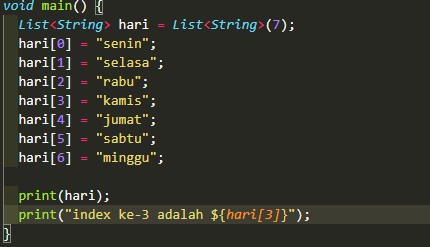 void main() {
  List<String> hari = List<String>(7);
  hari[0] = "senin";
  hari[1] = "selasa";
  hari[2] = "rabu";
  hari[3] = "kamis";
  hari[4] = "jumat";
  hari[5] = "sabtu";
  hari[6] = "minggu";

  print(hari);
  print("index ke-3 adalah ${hari[3]}");
}